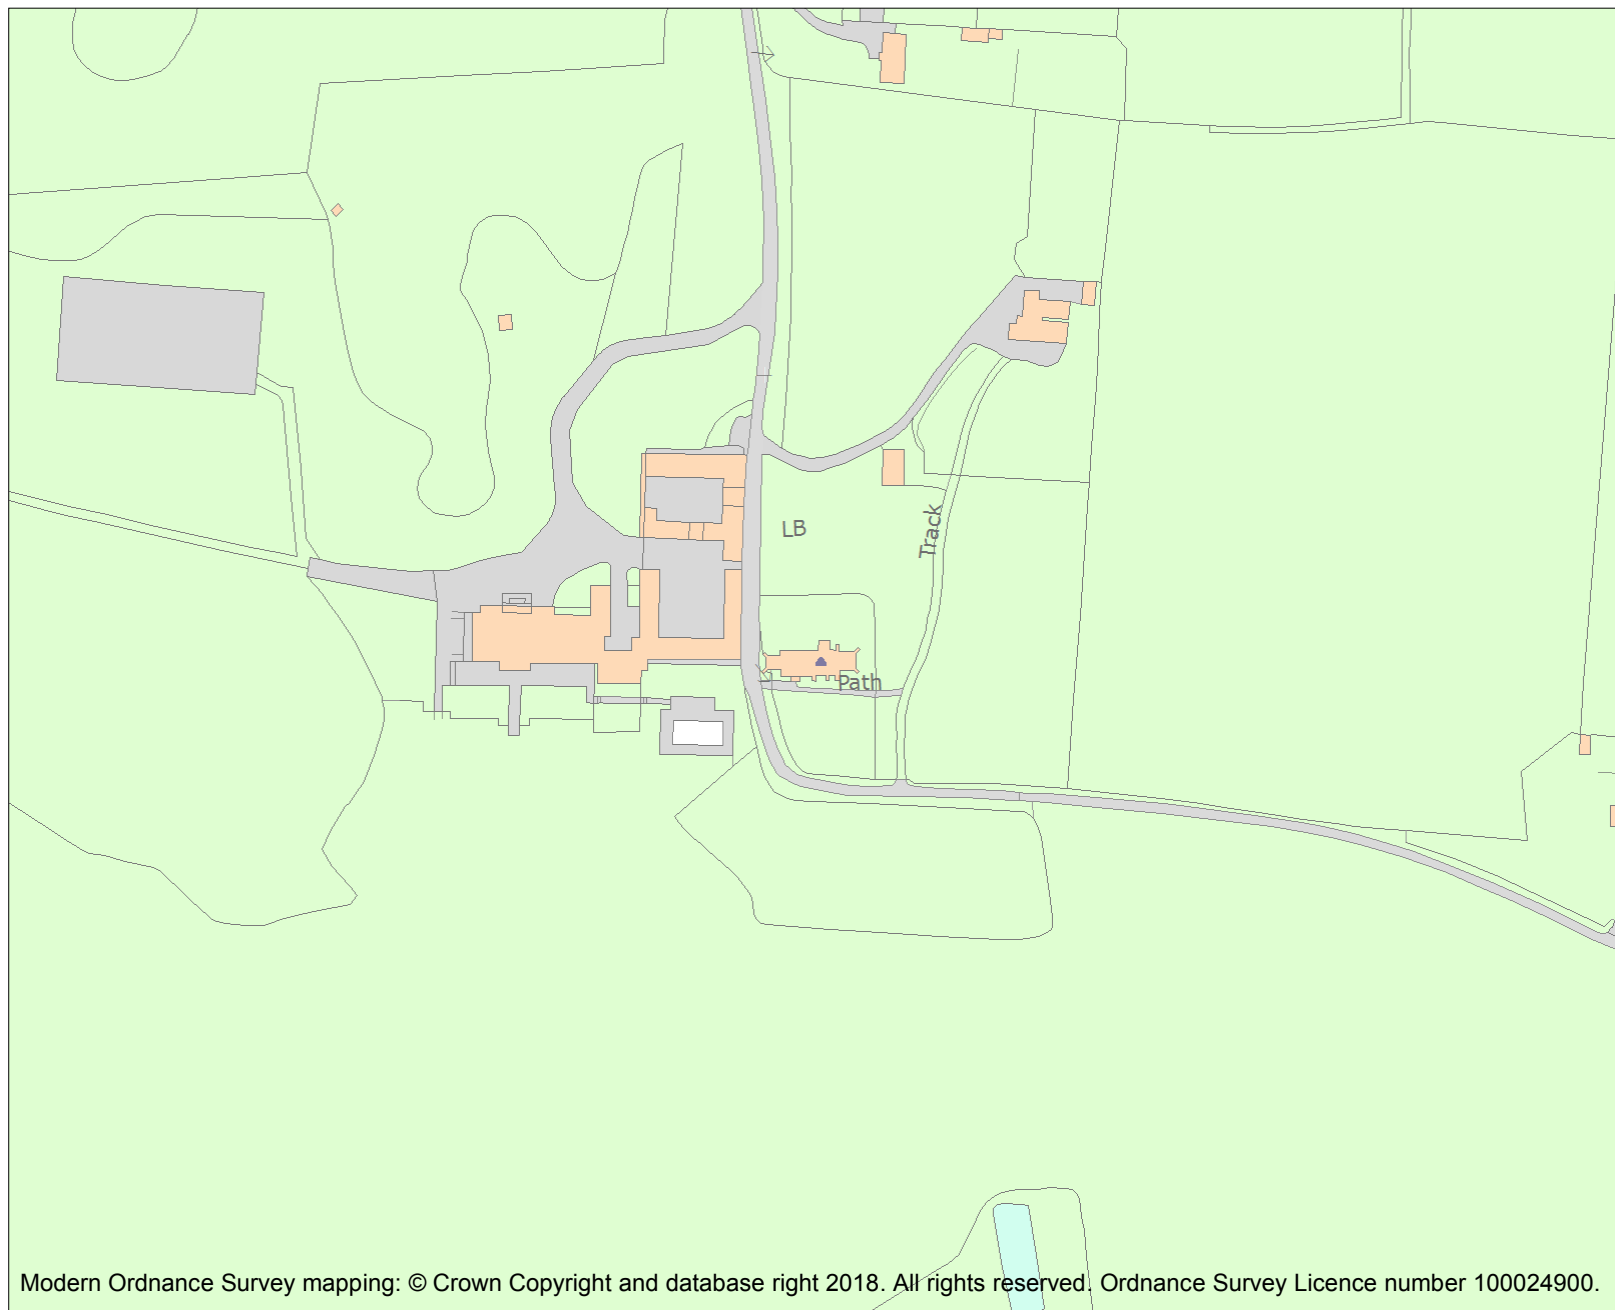 LB
Track
Path
Modern Ordnance Survey mapping: © Crown Copyright and database right 2018. All rights reserved. Ordnance Survey Licence number 100024900.